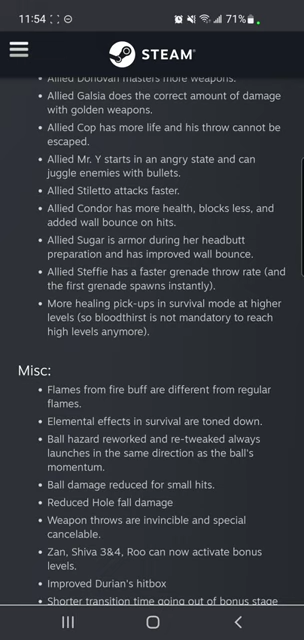 11:54
71%
STEAM®
Allied Donovan masters more weapons.
• Allied Galsia does the correct amount of damage
with golden weapons.
• Allied Cop has more life and his throw cannot be
escaped.
• Allied Mr. Y starts in an angry state and can
juggle enemies with bullets.
• Allied Stiletto attacks faster.
• Allied Condor has more health, blocks less, and
added wall bounce on hits.
• Allied Sugar is armor during her headbutt
preparation and has improved wall bounce.
• Allied Steffie has a faster grenade throw rate (and
the first grenade spawns instantly).
• More healing pick-ups in survival mode at higher
levels (so bloodthirst is not mandatory to reach
high levels anymore).
Misc:
• Flames from fire buff are different from regular
flames.
• Elemental effects in survival are toned down.
• Ball hazard reworked and re-tweaked always
launches in the same direction as the ball's
momentum.
• Ball damage reduced for small hits.
• Reduced Hole fall damage
• Weapon throws are invincible and special
cancelable.
• Zan, Shiva 3&4, Roo can now activate bonus
levels.
• Improved Durian's hitbox
• Shorter transition time going out of bonus stage